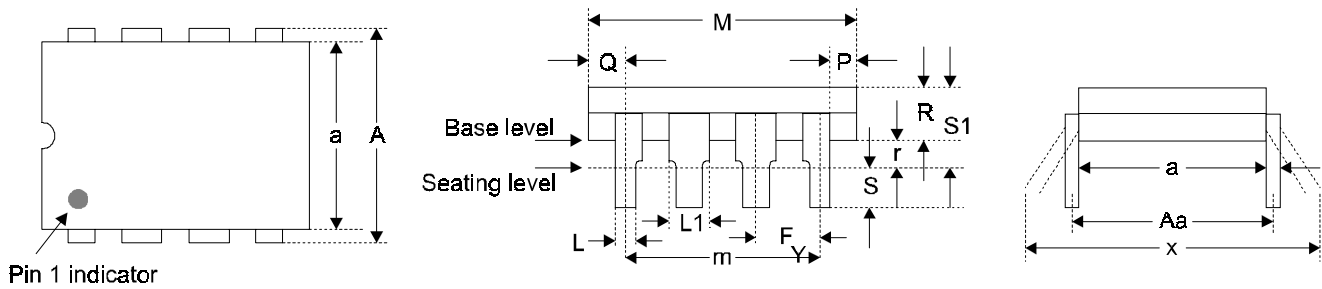 M
Q
P
R
S1
Base level
r
a
A
Seating level
S
a
L
L1
F
Y
m
Aa
x
Pin 1 indicator